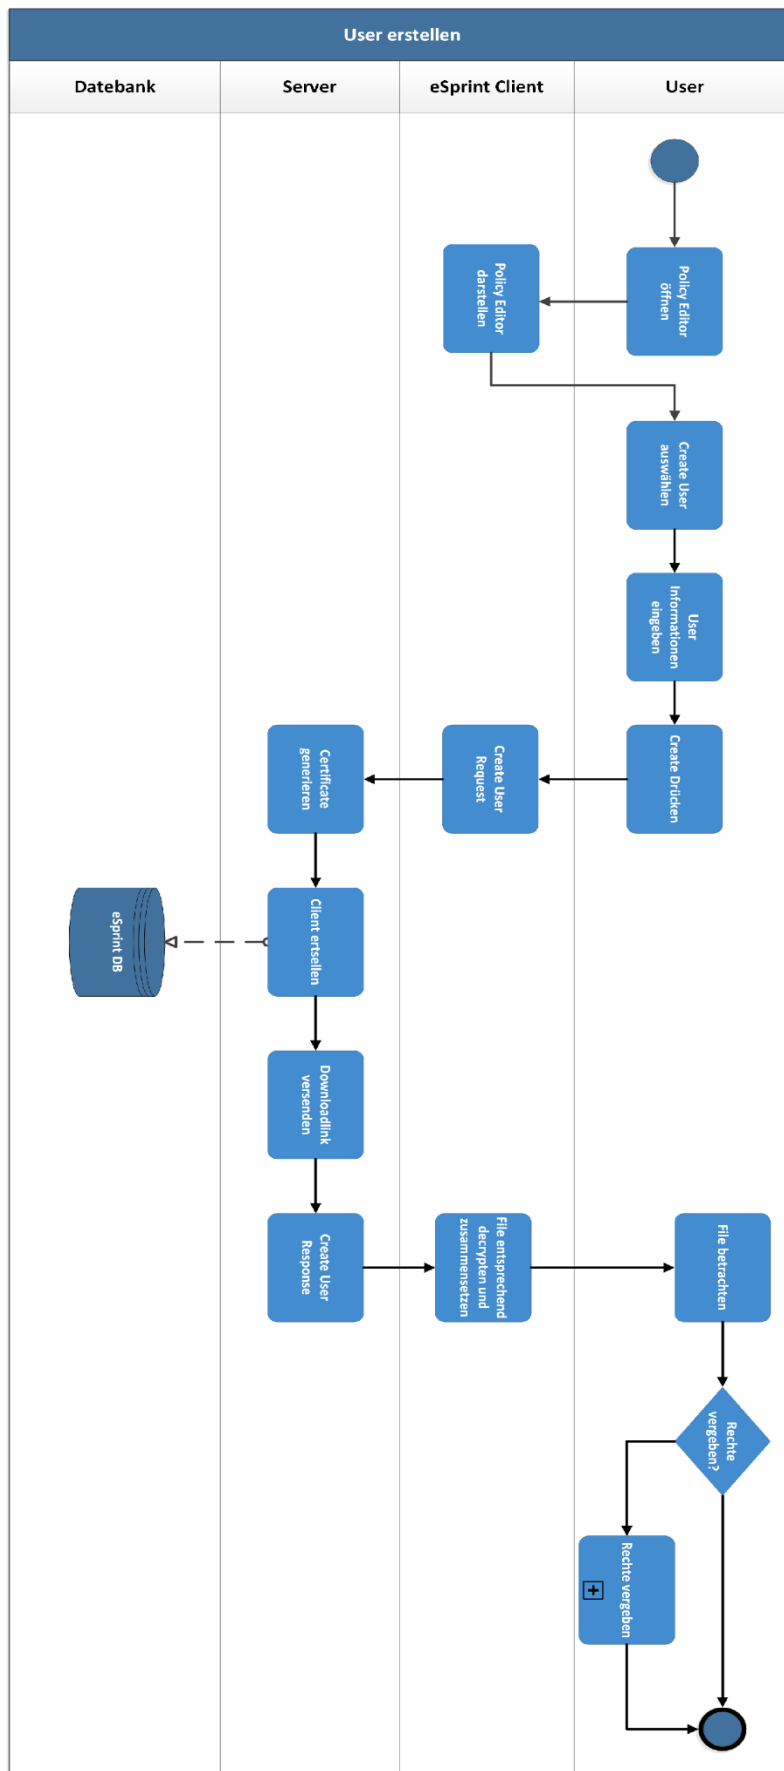 User erstellen
Datebank
Server
eSprint Client
User
Policy Editor
öffnen
Policy Editor
darstellen
Create User
auswählen
User
Informationen
eingeben
Create Drücken
Create User
Request
Certificate
generieren
Client ertsellen
eSprint DB
Downloadlink
versenden
Create User
Response
File entsprechend
decrypten und
zusammensetzen
File betrachten
Rechte
vergeben?
Rechte vergeben